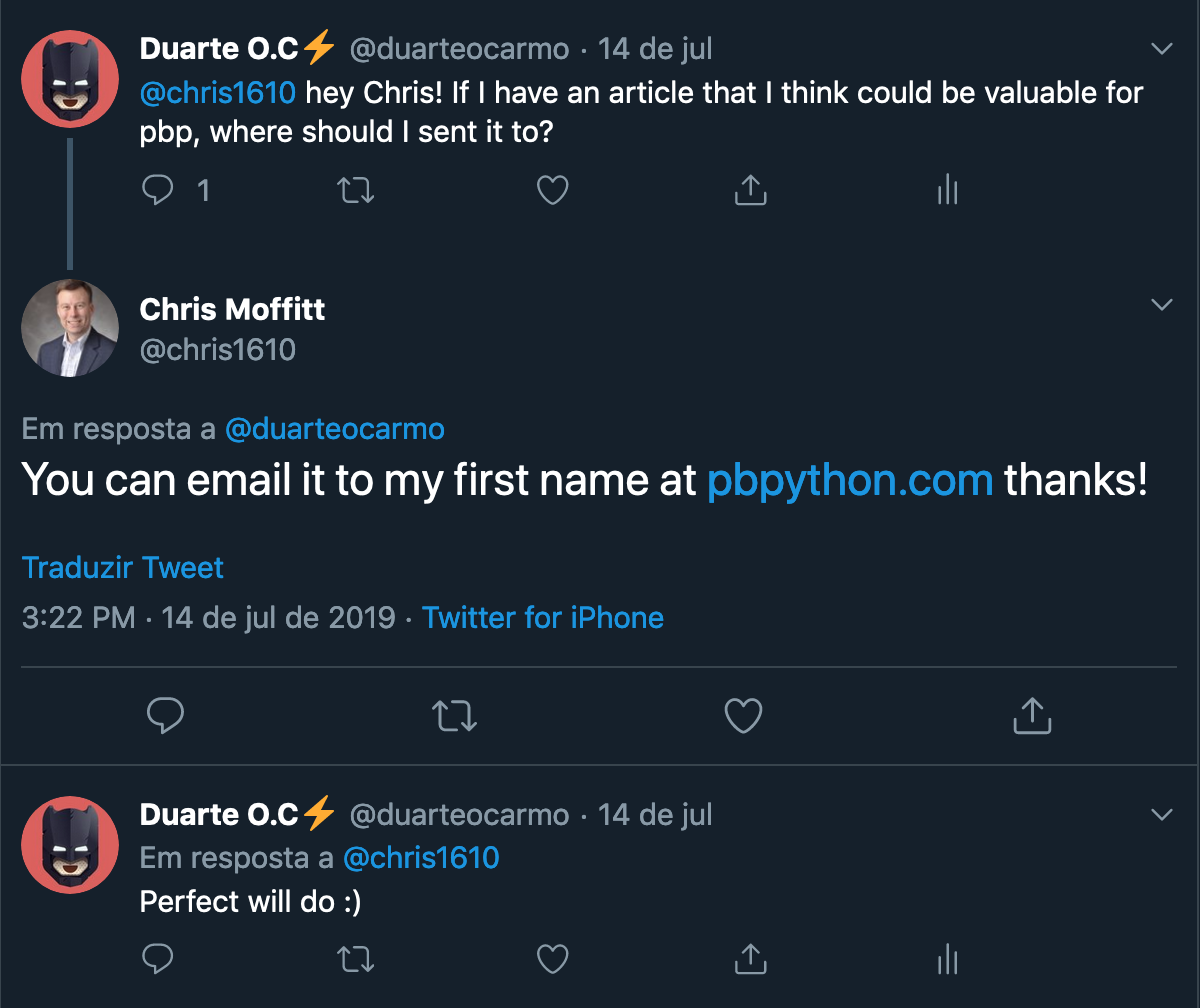 Duarte O.C⚡ @duarteocarmo · 14 de jul
@chris1610 hey Chris! If I have an article that I think could be valuable for
pbp, where should I sent it to?
1
Chris Moffitt
@chris1610
Em resposta a @duarteocarmo
You can email it to my first name at pbpython.com thanks!
Traduzir Tweet
3:22 PM · 14 de jul de 2019 · Twitter for iPhone
Duarte O.C⚡ @duarteocarmo · 14 de jul
Em resposta a @chris1610
Perfect will do :)